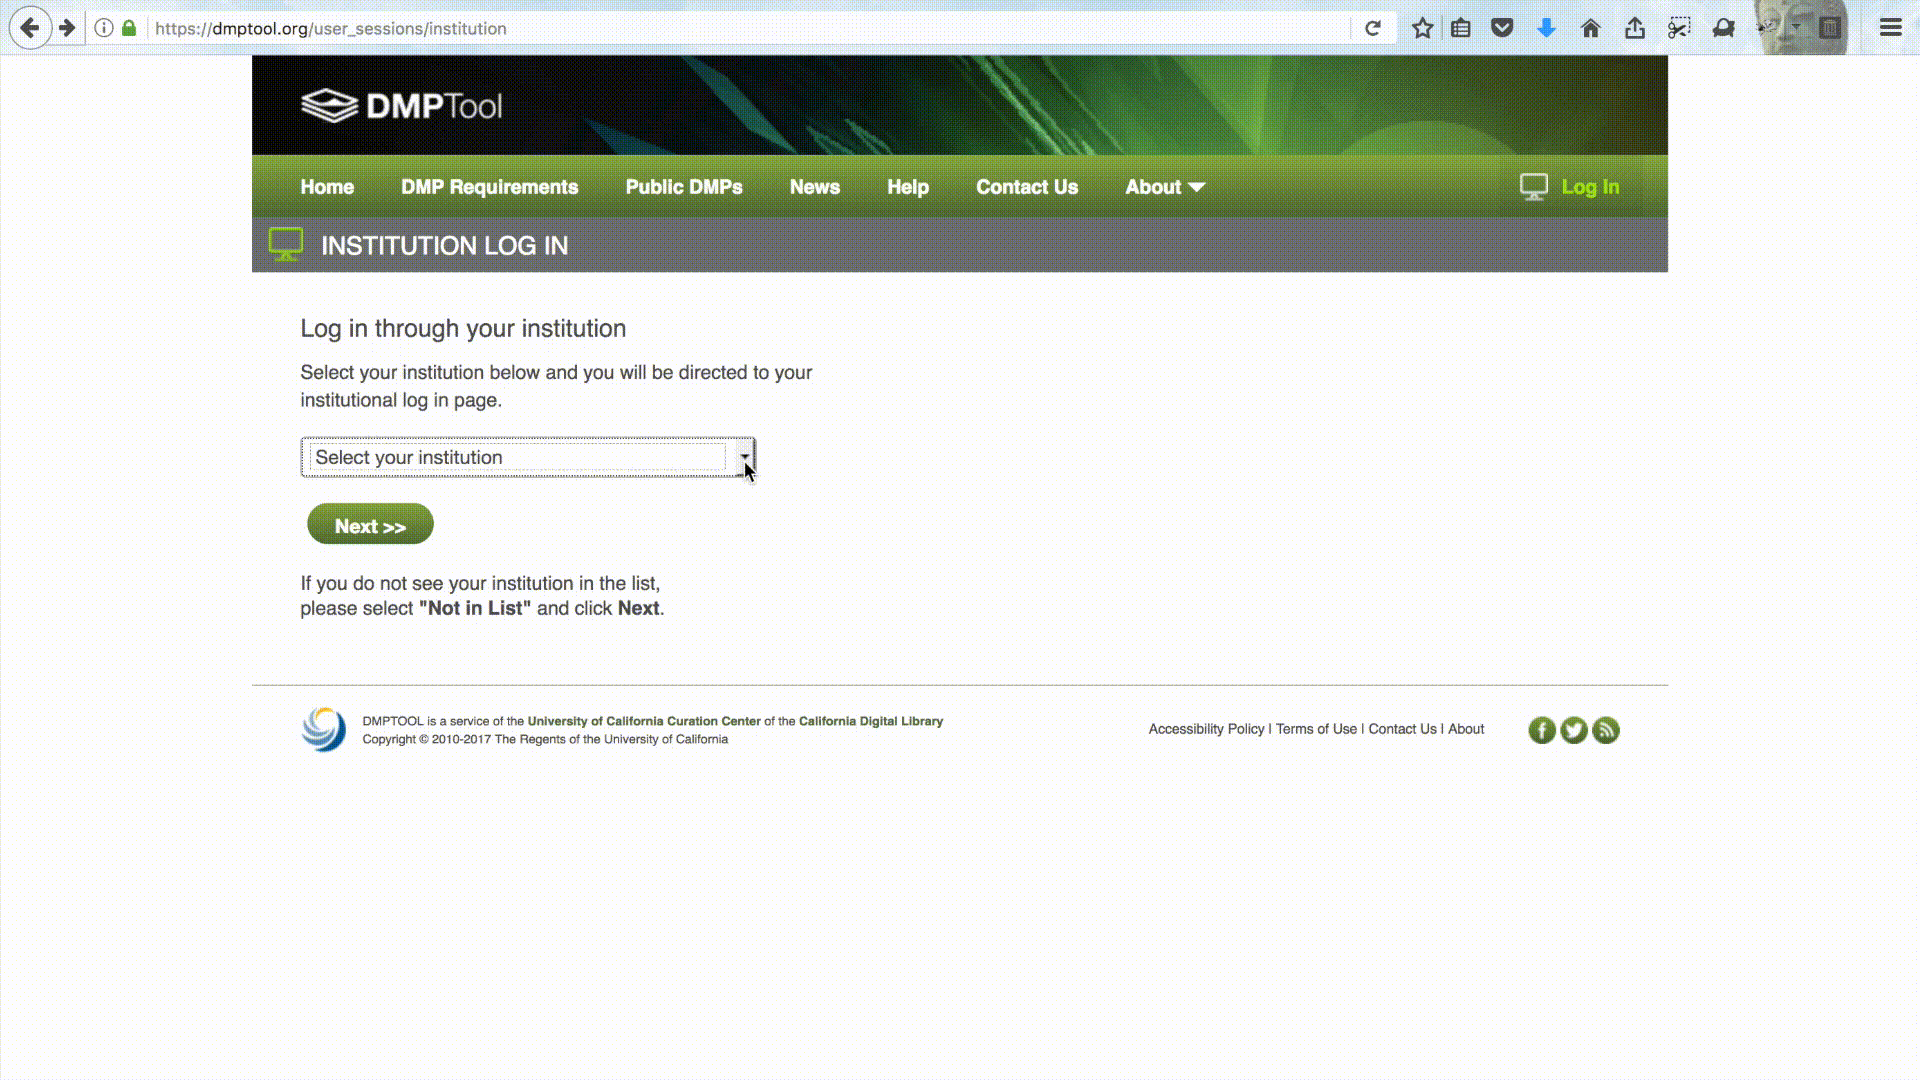 https://dmptool.org/user_sessions/institution
DMPTool
Home DMP Requirements Public DMPs News Help Contact Us About Log In
INSTITUTION LOG IN
Log in through your institution
Select your institution below and you will be directed to your
institutional log in page.
Select your institution
Next >>
If you do not see your institution in the list,
please select "Not in List" and click Next.
DMPTOOL is a service of the University of California Curation Center of the California Digital Library
Copyright © 2010-2017 The Regents of the University of California
Accessibility Policy | Terms of Use | Contact Us | About